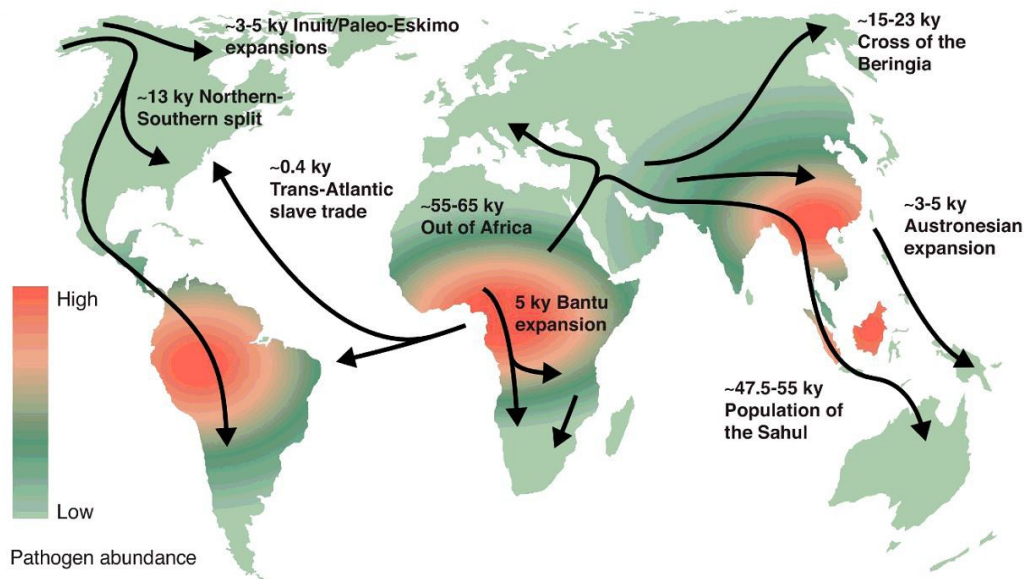 ~3-5 ky Inuit/Paleo-Eskimo
expansions
~15-23 ky
Cross of the
Beringia
~13 ky Northern-
Southern split
~0.4 ky
Trans-Atlantic
slave trade
~55-65 ky
Out of Africa
~3-5 ky
Austronesian
expansion
5 ky Bantu
expansion
~47.5-55 ky
Population of
the Sahul
High
Low
Pathogen abundance